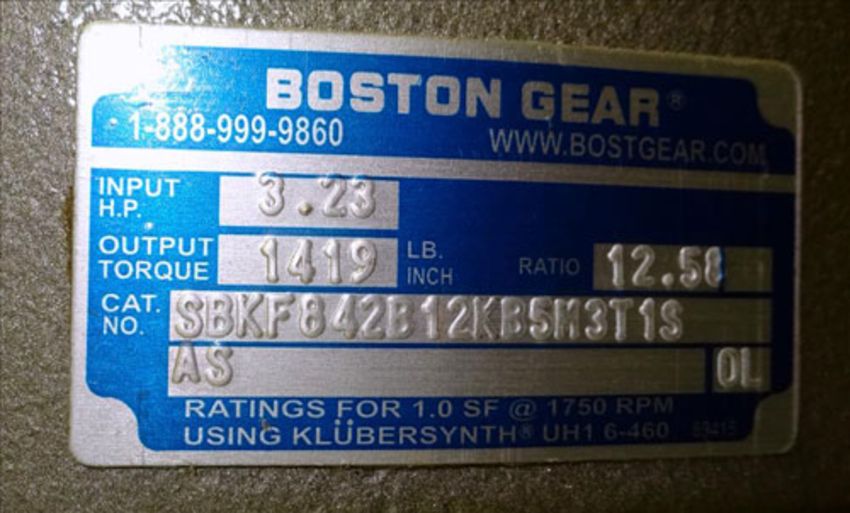 BOSTON GEAR®
1-888-999-9860
WWW.BOSTGEAR.COM
INPUT H.P. 3.23
OUTPUT TORQUE 1419 LB. INCH RATIO 12.58
CAT. NO. SBKF842B12KB5M3T1S
AS OL
RATINGS FOR 1.0 SF @ 1750 RPM
USING KLÜBERSYNTH® UH1 6-460